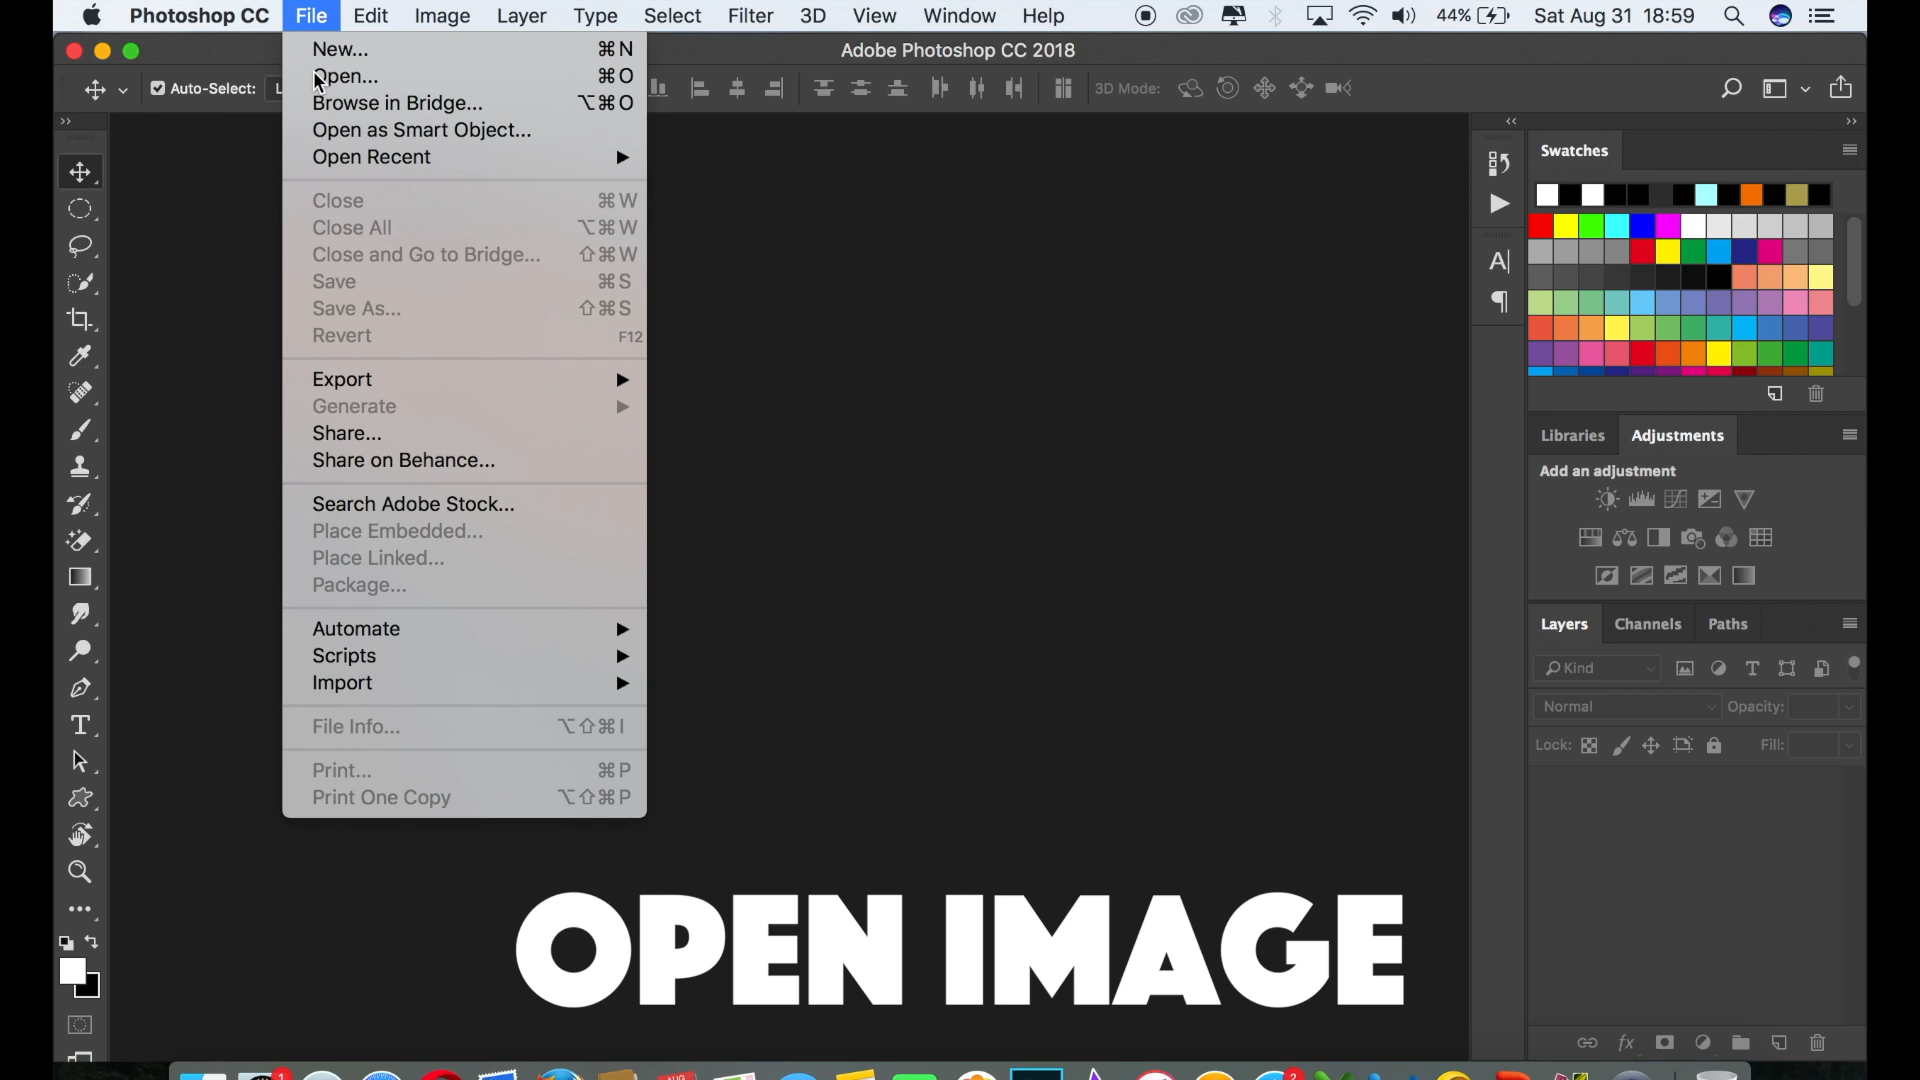 Photoshop CC File Edit Image Layer Type Select Filter 3D View Window Help 44% Sat Aug 31 18:59
Adobe Photoshop CC 2018
Auto-Select: 3D Mode:
New... ⌘N
Open... ⌘O
Browse in Bridge... ⌥⌘O
Open as Smart Object...
Open Recent
Close ⌘W
Close All ⌥⌘W
Close and Go to Bridge... ⇧⌘W
Save ⌘S
Save As... ⇧⌘S
Revert F12
Export
Generate
Share...
Share on Behance...
Search Adobe Stock...
Place Embedded...
Place Linked...
Package...
Automate
Scripts
Import
File Info... ⌥⇧⌘I
Print... ⌘P
Print One Copy ⌥⇧⌘P
Swatches
Libraries Adjustments
Add an adjustment
Layers Channels Paths
Kind
Normal Opacity:
Lock: Fill:
OPEN IMAGE